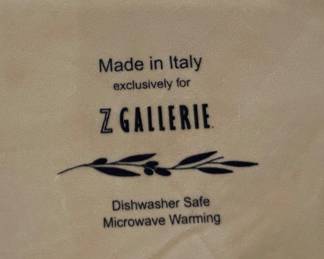 Made in Italy
exclusively for
Z GALLERIE
Dishwasher Safe
Microwave Warming